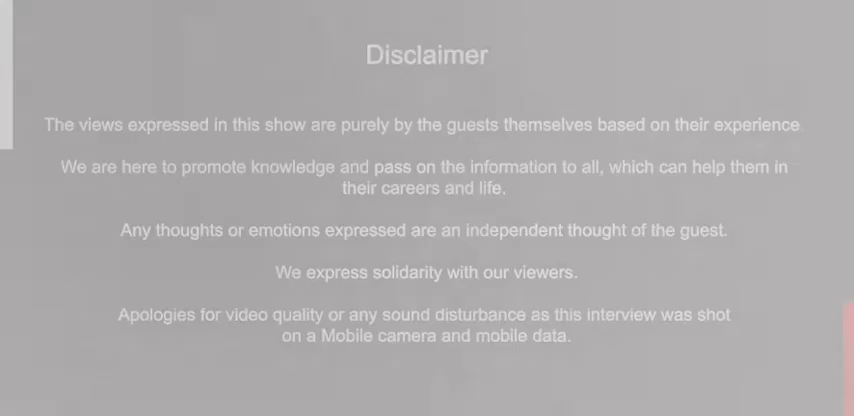 Disclaimer
The views expressed in this show are purely by the guests themselves based on their experience
We are here to promote knowledge and pass on the information to all, which can help them in
their careers and life.
Any thoughts or emotions expressed are an independent thought of the guest.
We express solidarity with our viewers.
Apologies for video quality or any sound disturbance as this interview was shot
on a Mobile camera and mobile data.